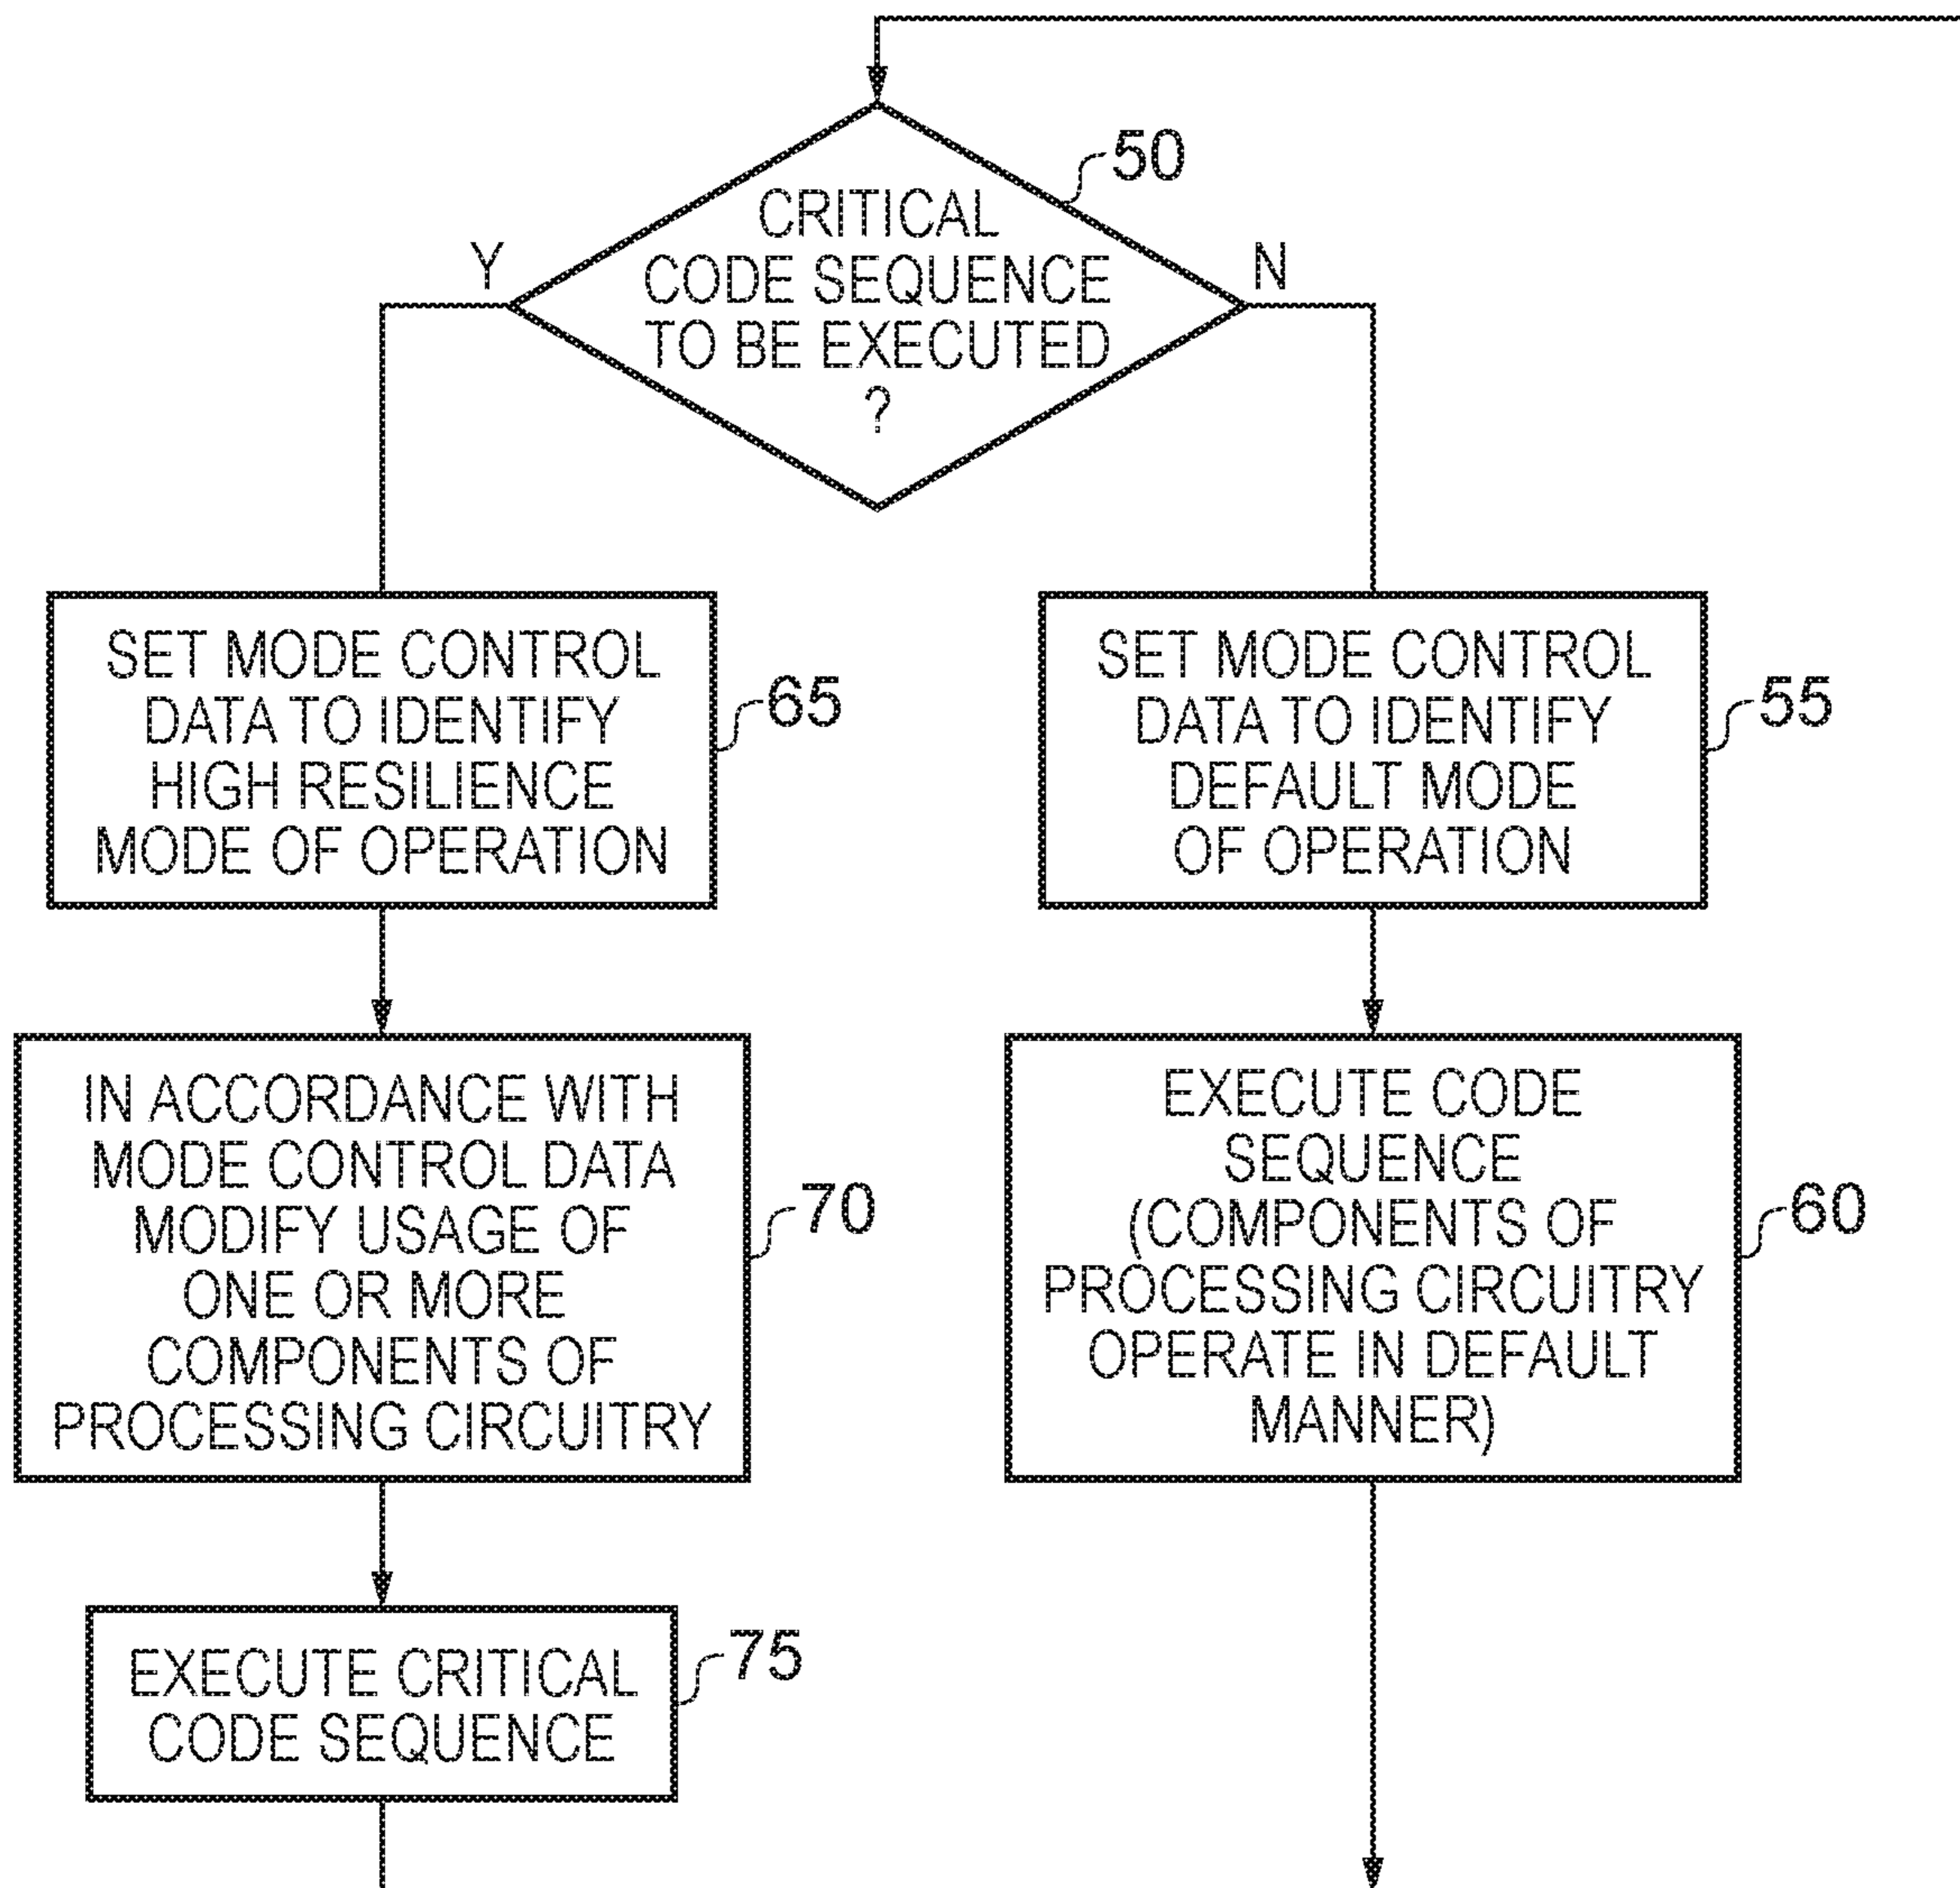 50
CRITICAL
CODE SEQUENCE
TO BE EXECUTED
?
Y
N
SET MODE CONTROL
DATA TO IDENTIFY
HIGH RESILIENCE
MODE OF OPERATION
65
SET MODE CONTROL
DATA TO IDENTIFY
DEFAULT MODE
OF OPERATION
55
IN ACCORDANCE WITH
MODE CONTROL DATA
MODIFY USAGE OF
ONE OR MORE
COMPONENTS OF
PROCESSING CIRCUITRY
70
EXECUTE CODE
SEQUENCE
(COMPONENTS OF
PROCESSING CIRCUITRY
OPERATE IN DEFAULT
MANNER)
60
EXECUTE CRITICAL
CODE SEQUENCE
75